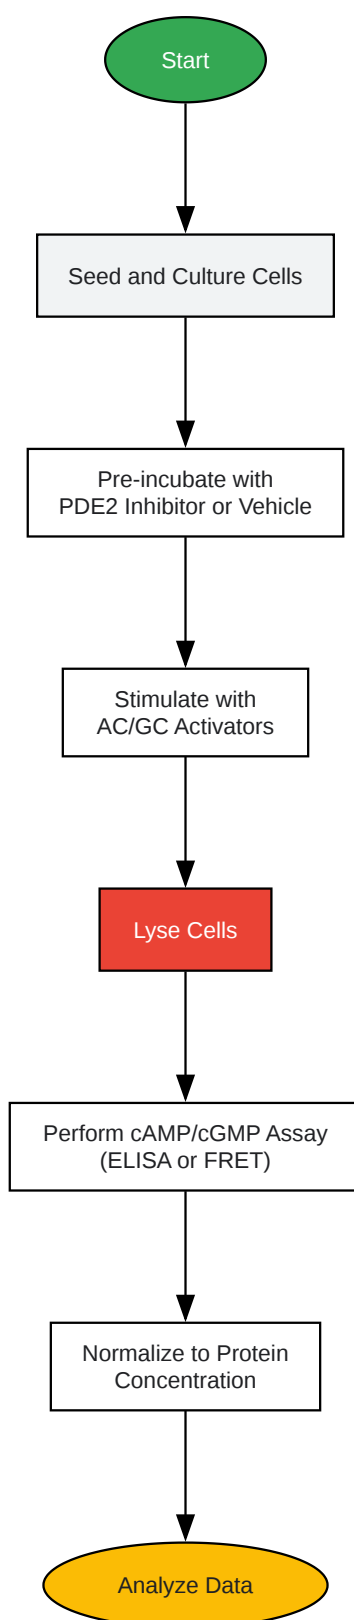 Start
Seed and Culture Cells
Pre-incubate with
PDE2 Inhibitor or Vehicle
Stimulate with
AC/GC Activators
Lyse Cells
Perform cAMP/cGMP Assay
(ELISA or FRET)
Normalize to Protein
Concentration
Analyze Data